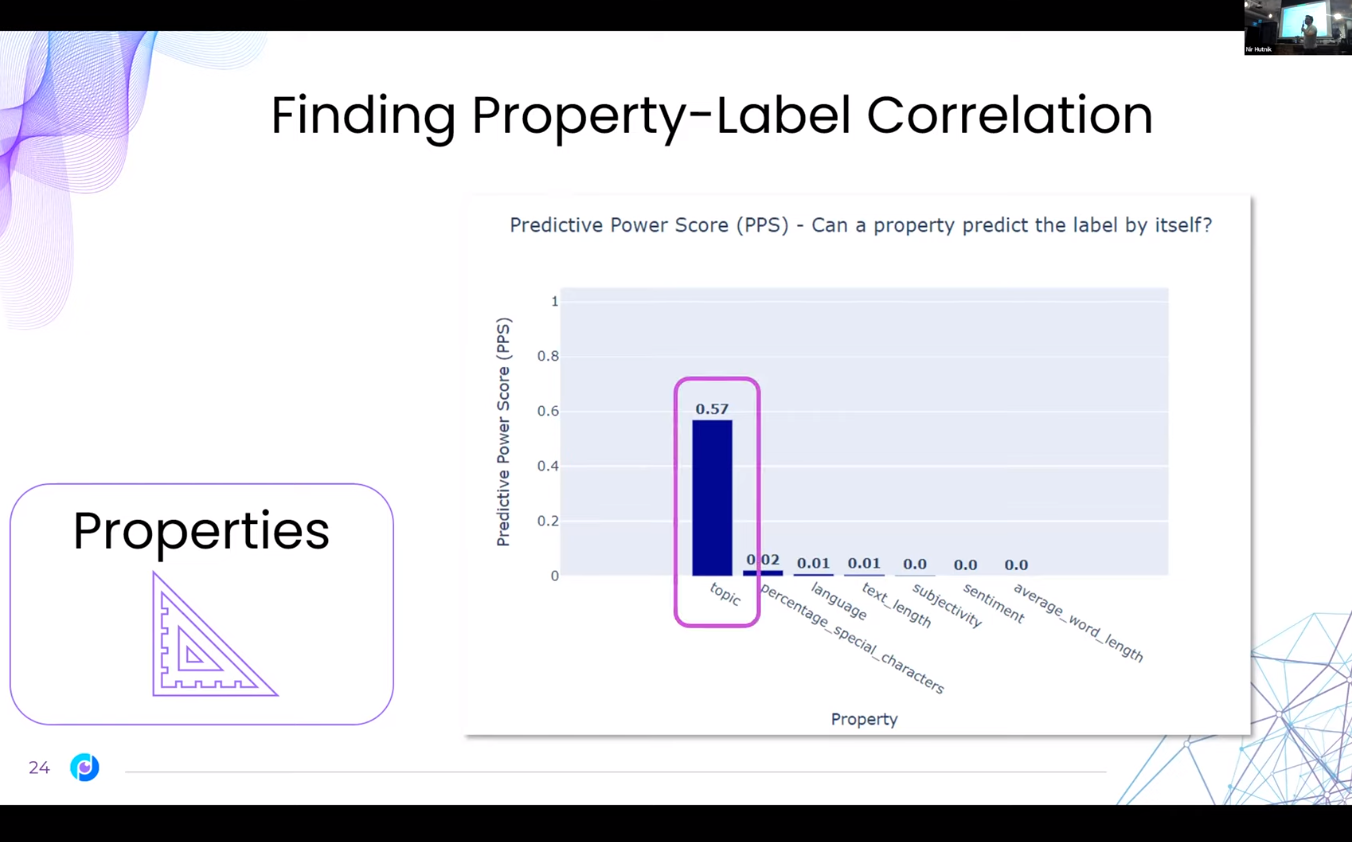 Nir Hutnik
Finding Property-Label Correlation
Predictive Power Score (PPS) - Can a property predict the label by itself?
Predictive Power Score (PPS)
1
0.8
0.6
0.4
0.2
0
0.57
0.02
0.01
0.01
0.0
0.0
0.0
topic
percentage_special_characters
language
text_length
subjectivity
sentiment
average_word_length
Property
Properties
24